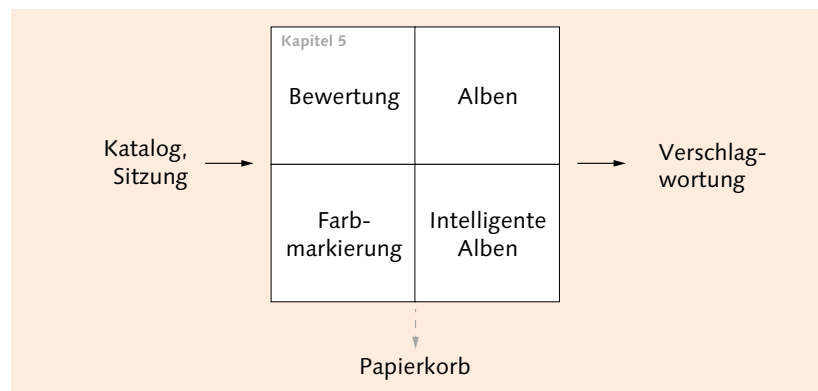 Kapitel 5
Bewertung
Alben
Katalog,
Sitzung
Verschlag-
wortung
Farb-
markierung
Intelligente
Alben
Papierkorb